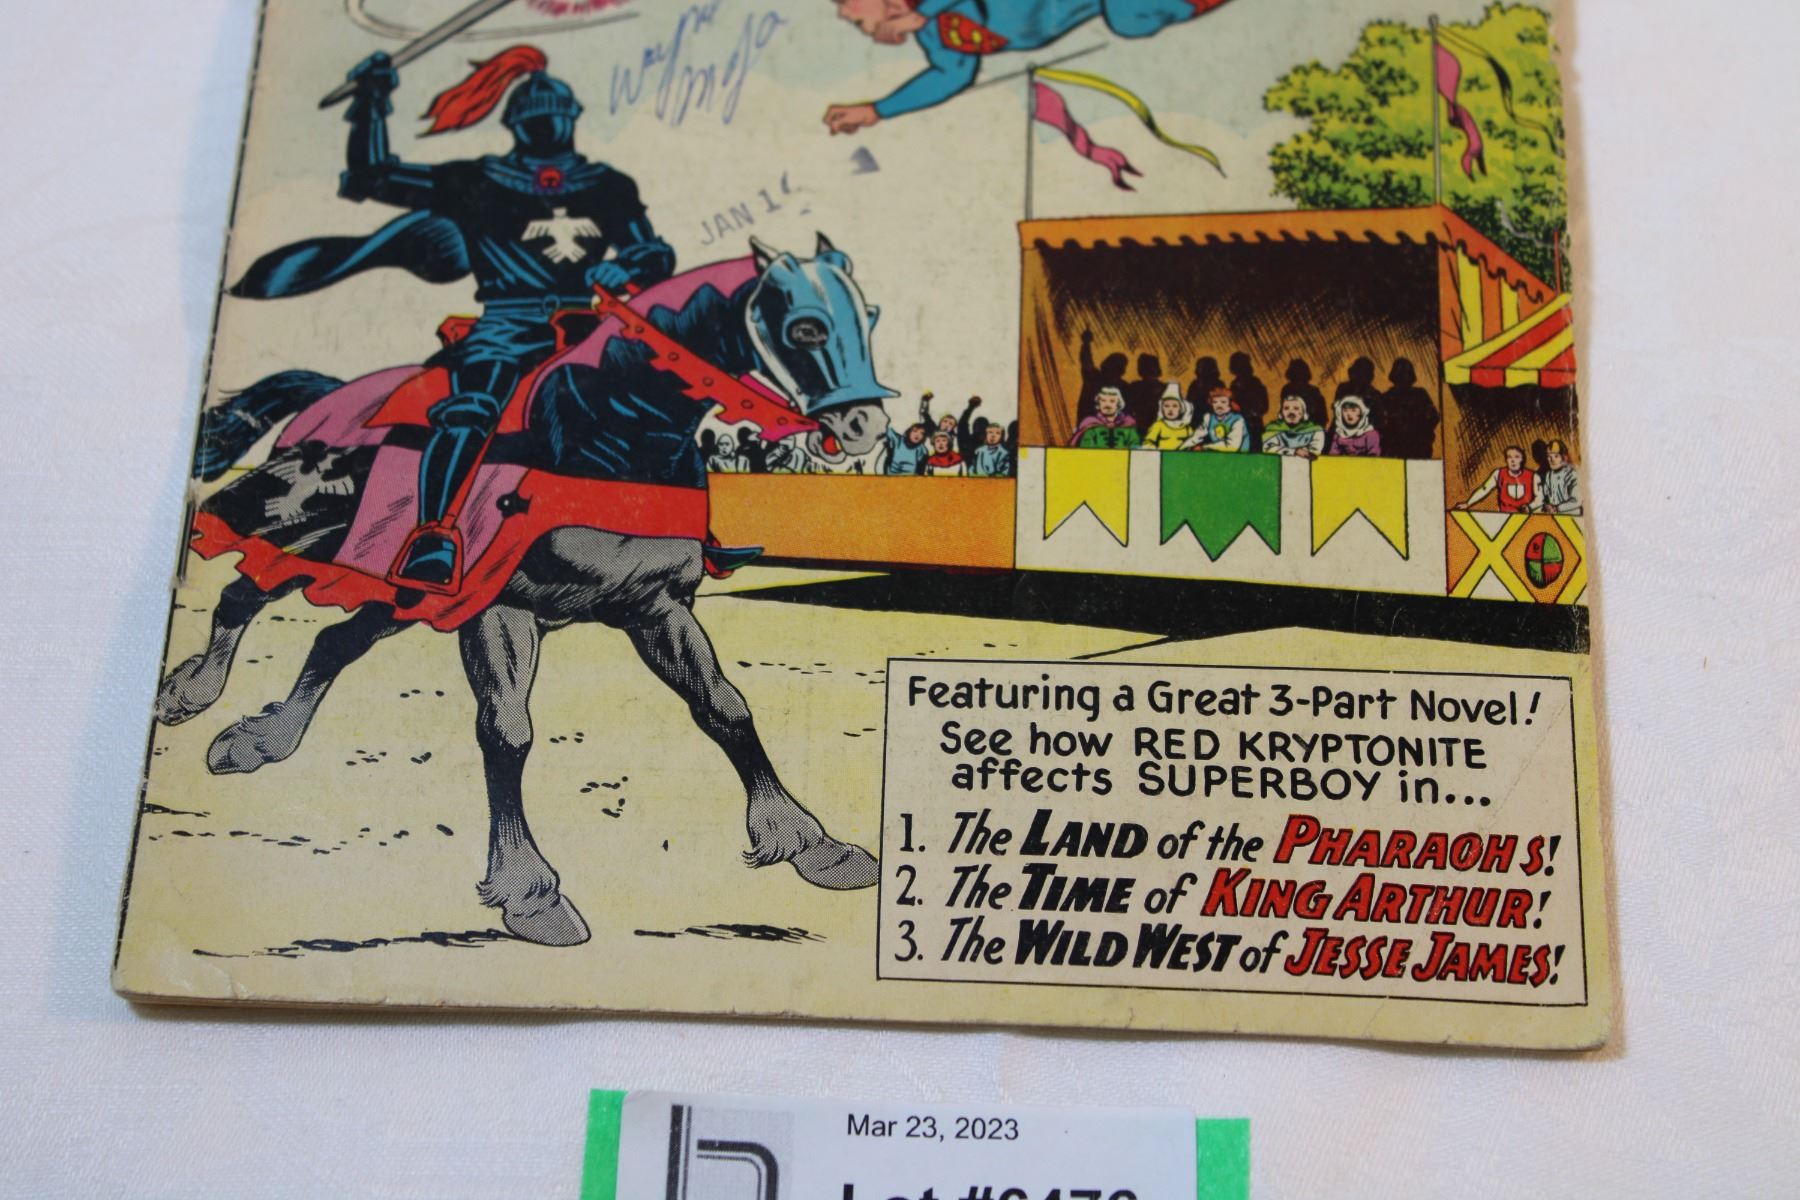 Wayne
JAN 1
Featuring a Great 3-Part Novel!
See how RED KRYPTONITE
affects SUPERBOY in...
1. The LAND of the PHARAOHS!
2. The TIME of KING ARTHUR!
3. The WILD WEST of JESSE JAMES!
Mar 23, 2023